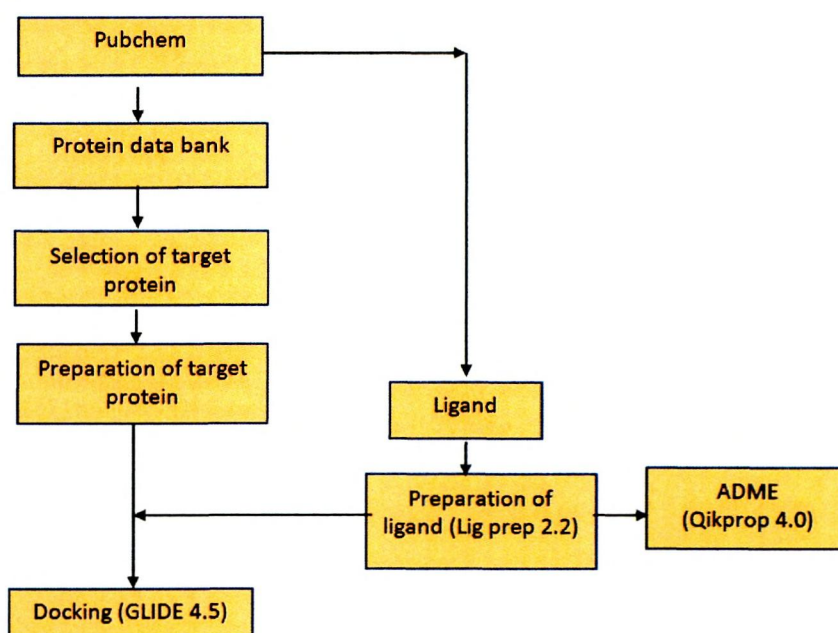 Pubchem
Protein data bank
Selection of target
protein
Preparation of target
protein
Ligand
Preparation of
ligand (Lig prep 2.2)
ADME
(Qikprop 4.0)
Docking (GLIDE 4.5)